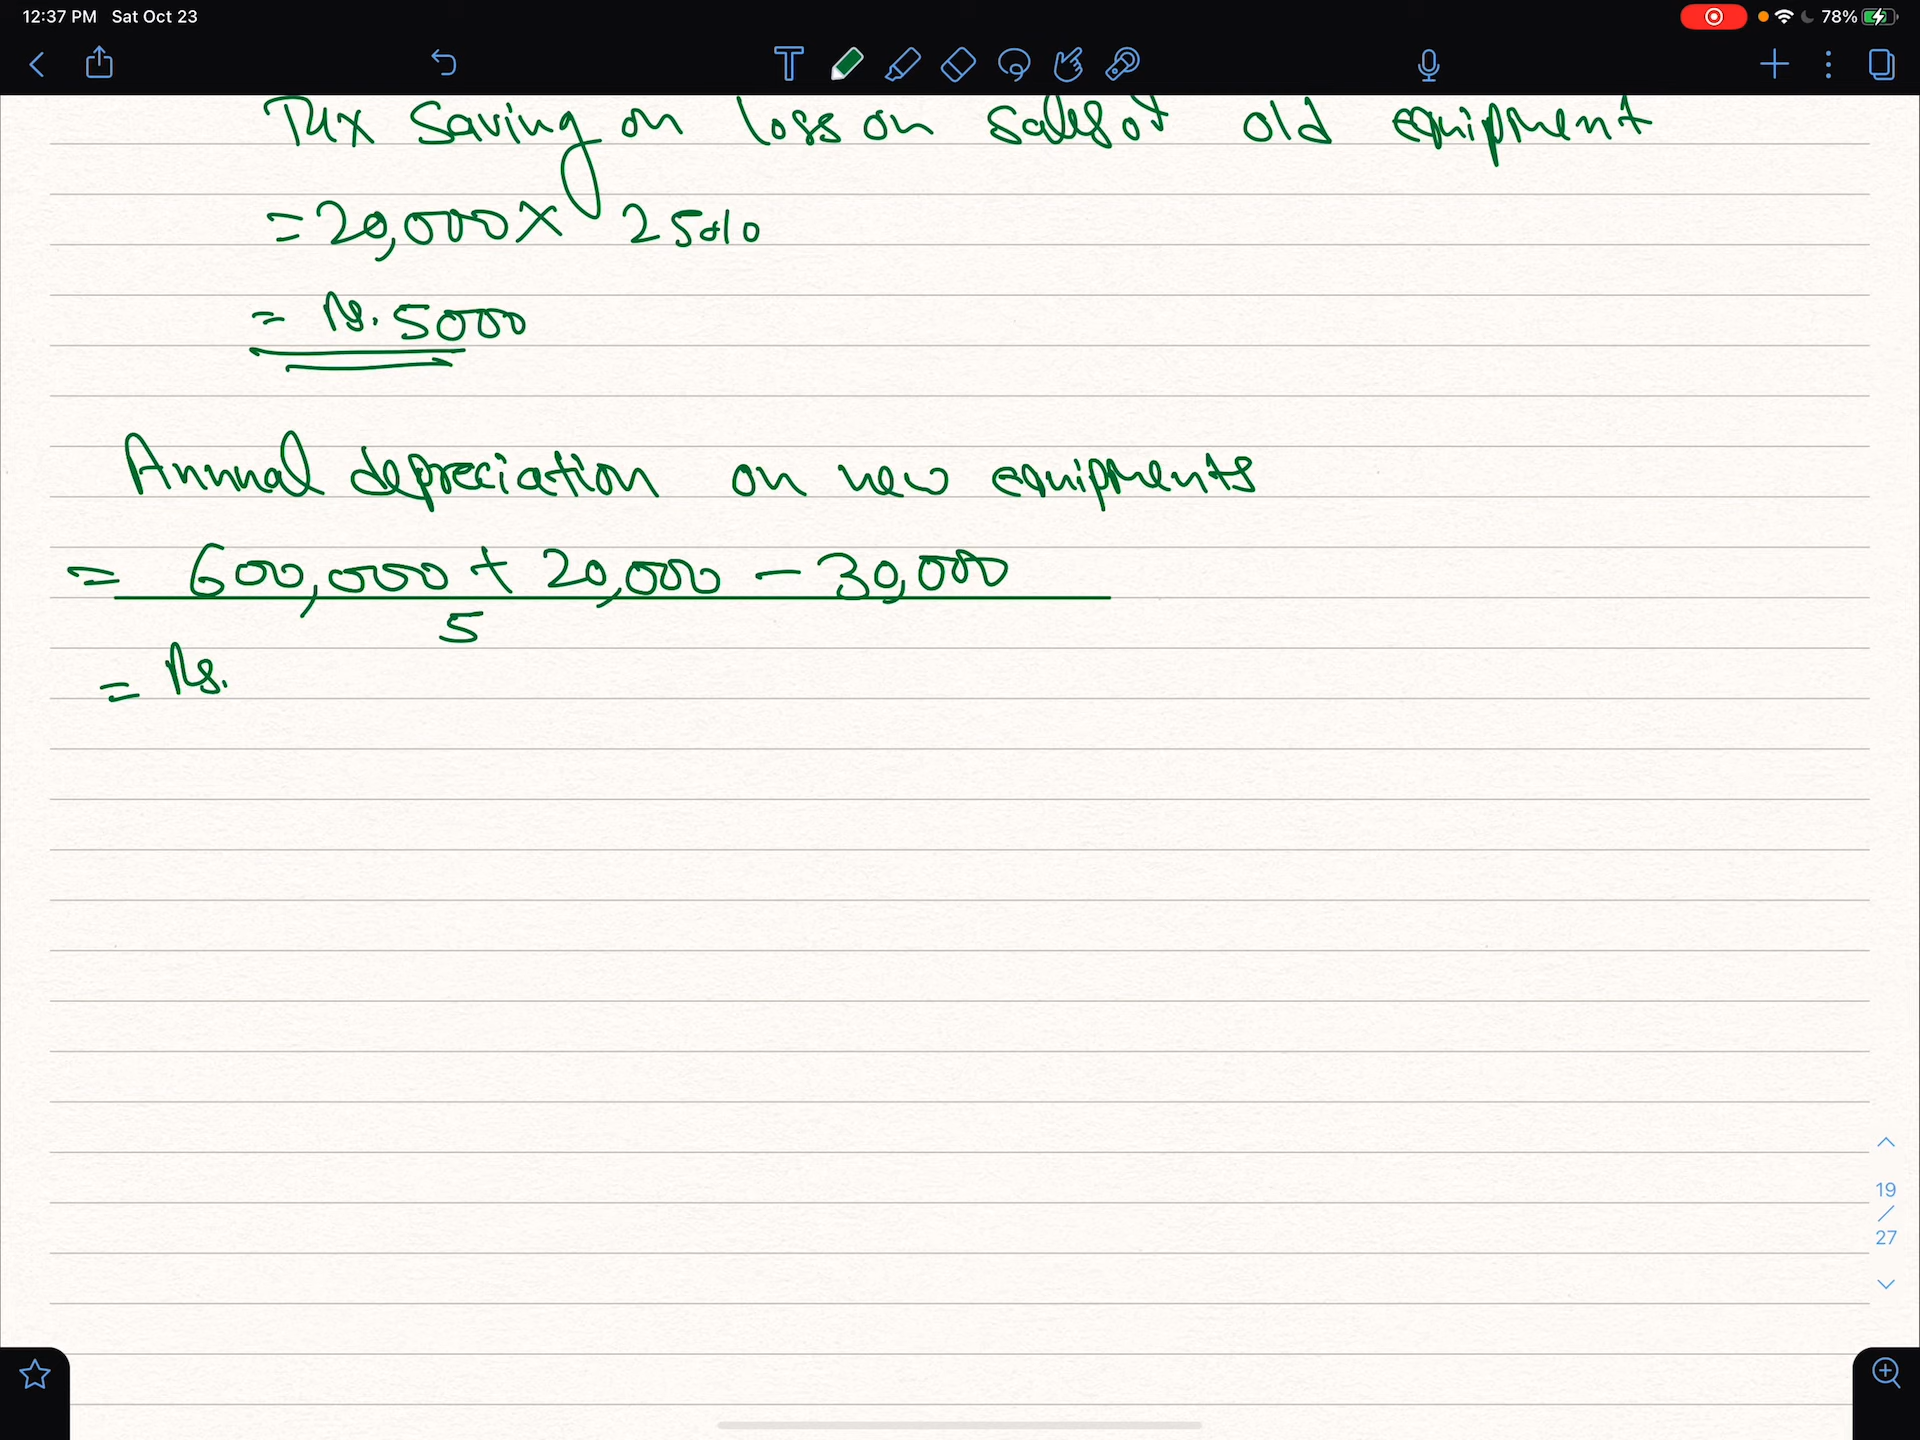 12:37 PM Sat Oct 23
78%
T
Tax Saving on loss on sales of old equipment
= 20,000 × 25%
= Rs. 5000
Annual depreciation on new equipments
= 600,000 + 20,000 - 30,000
5
= Rs.
19
/
27